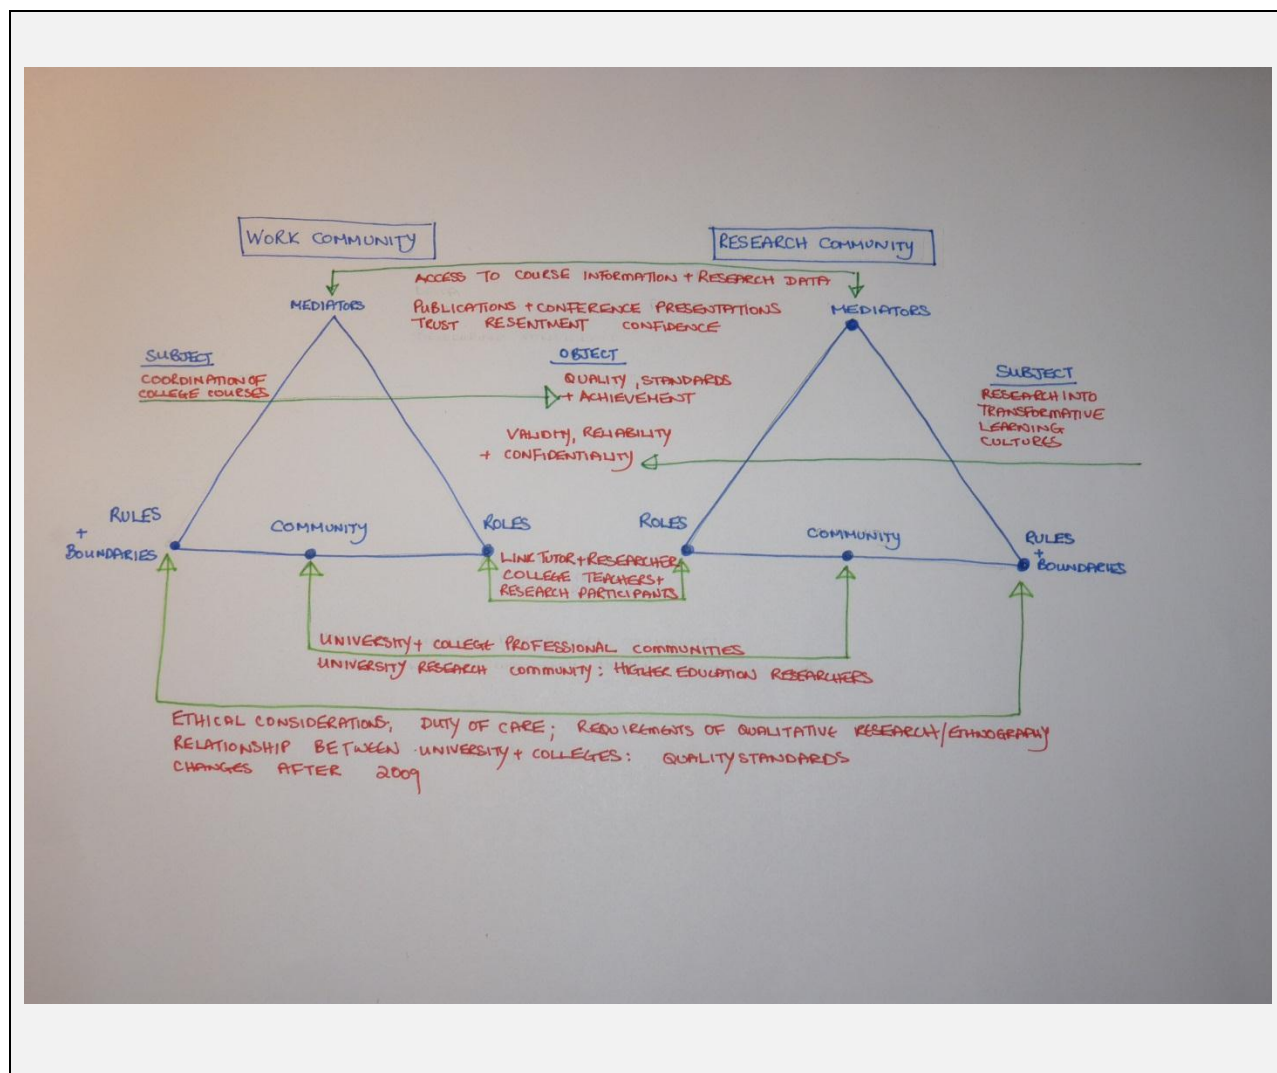 WORK COMMUNITY
RESEARCH COMMUNITY
ACCESS TO COURSE INFORMATION + RESEARCH DATA
MEDIATORS
PUBLICATIONS + CONFERENCE PRESENTATIONS
TRUST RESENTMENT CONFIDENCE
MEDIATORS
SUBJECT
COORDINATION OF
COLLEGE COURSES
OBJECT
QUALITY, STANDARDS
+ ACHIEVEMENT
VALIDITY, RELIABILITY
+ CONFIDENTIALITY
SUBJECT
RESEARCH INTO
TRANSFORMATIVE
LEARNING
CULTURES
RULES
+
BOUNDARIES
COMMUNITY
ROLES
ROLES
COMMUNITY
RULES
+
BOUNDARIES
LINK TUTOR + RESEARCHER
COLLEGE TEACHERS +
RESEARCH PARTICIPANTS
UNIVERSITY + COLLEGE PROFESSIONAL COMMUNITIES
UNIVERSITY RESEARCH COMMUNITY: HIGHER EDUCATION RESEARCHERS
ETHICAL CONSIDERATIONS; DUTY OF CARE; REQUIREMENTS OF QUALITATIVE RESEARCH/ETHNOGRAPHY
RELATIONSHIP BETWEEN UNIVERSITY + COLLEGES: QUALITY STANDARDS
CHANGES AFTER 2009